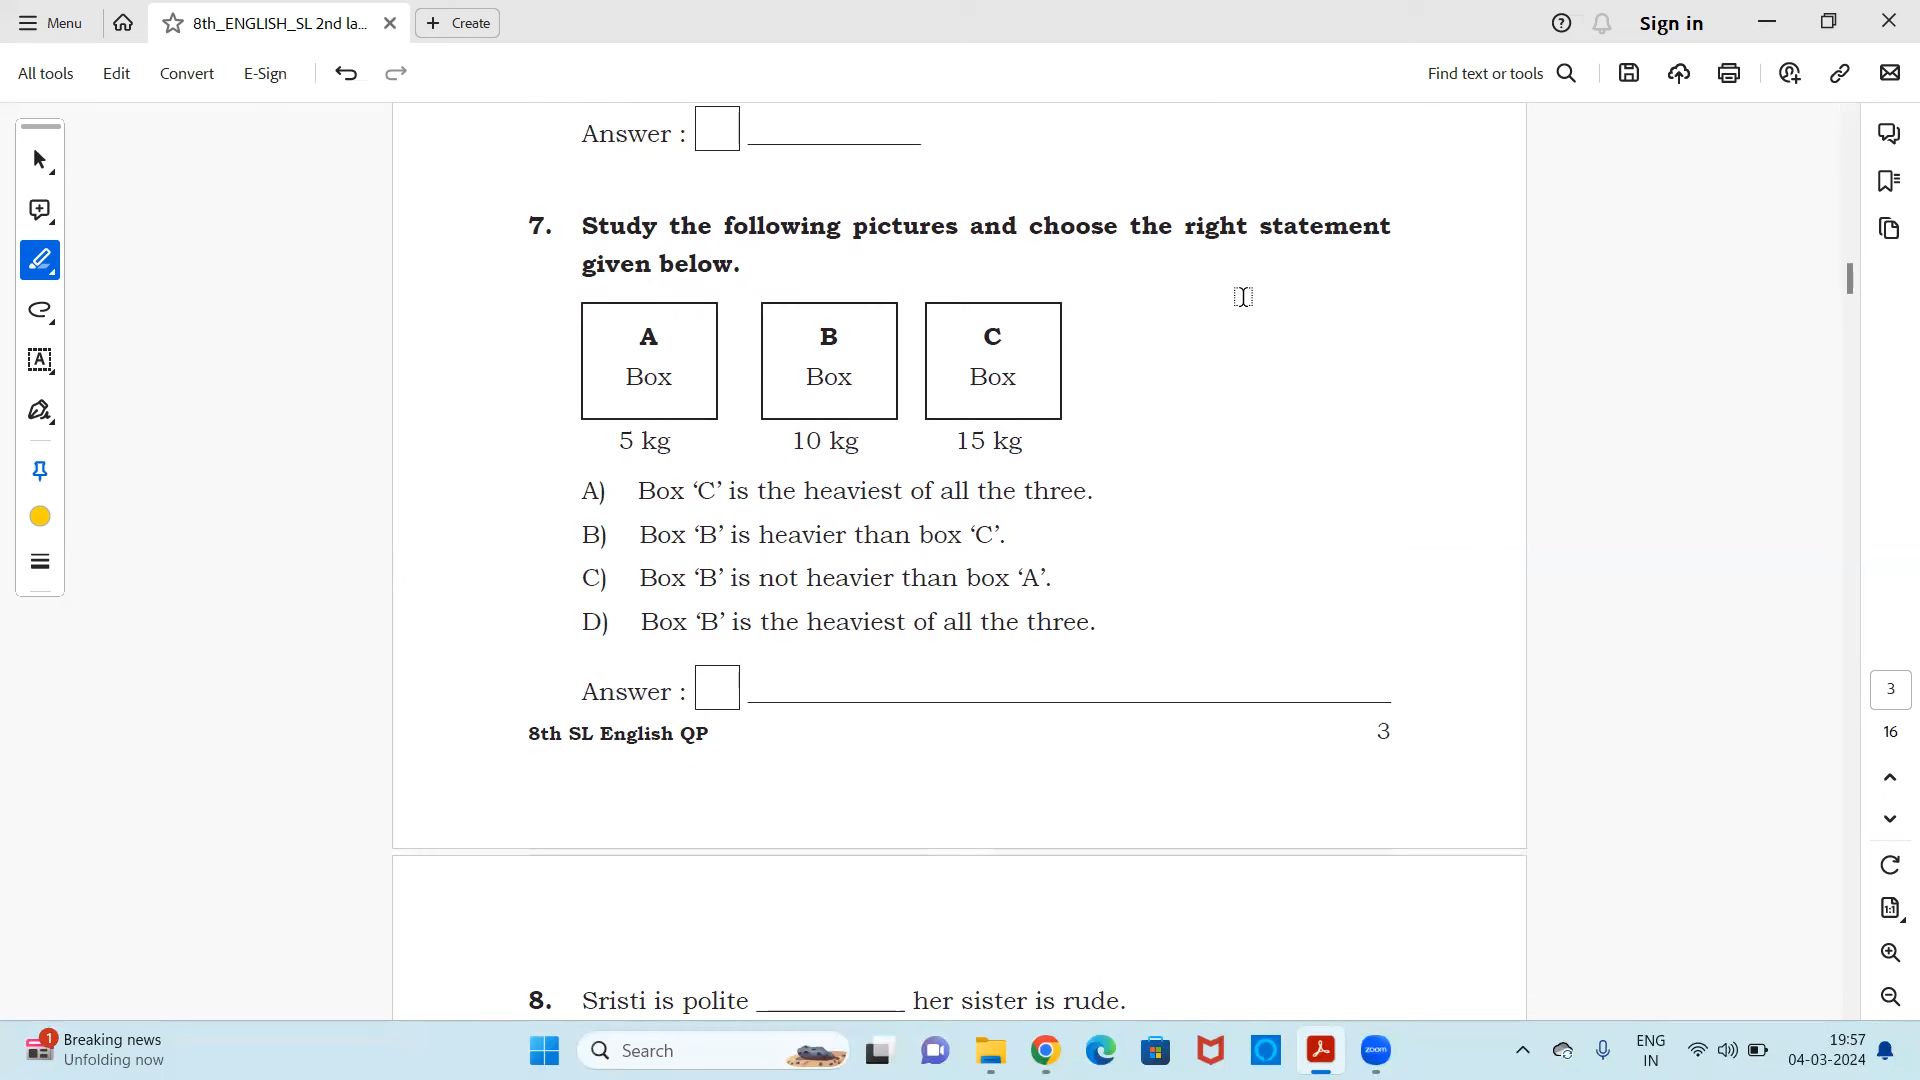 Menu
8th_ENGLISH_SL 2nd la...
Create
Sign in
All tools
Edit
Convert
E-Sign
Find text or tools
Answer :
7. Study the following pictures and choose the right statement
given below.
A
Box
B
Box
C
Box
5 kg
10 kg
15 kg
A) Box ‘C’ is the heaviest of all the three.
B) Box ‘B’ is heavier than box ‘C’.
C) Box ‘B’ is not heavier than box ‘A’.
D) Box ‘B’ is the heaviest of all the three.
Answer :
8th SL English QP
3
3
16
8. Sristi is polite __________ her sister is rude.
1
Breaking news
Unfolding now
Search
zoom
ENG
IN
19:57
04-03-2024